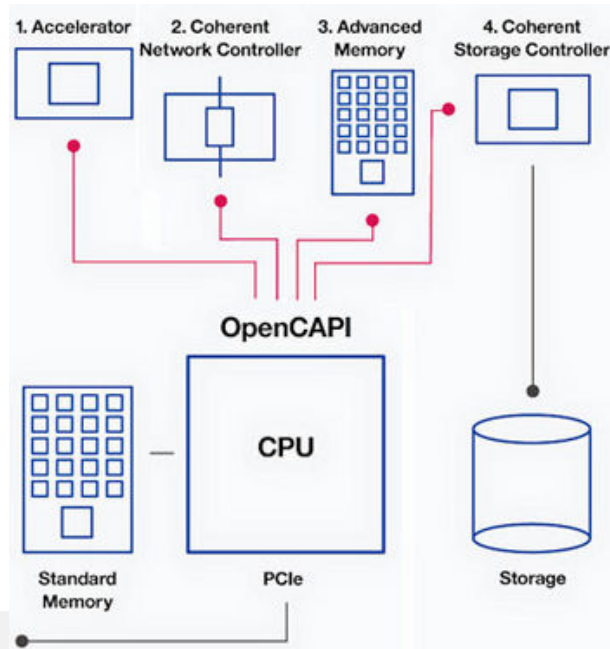 1. Accelerator
2. Coherent
Network Controller
3. Advanced
Memory
4. Coherent
Storage Controller
OpenCAPI
CPU
Standard
Memory
PCIe
Storage